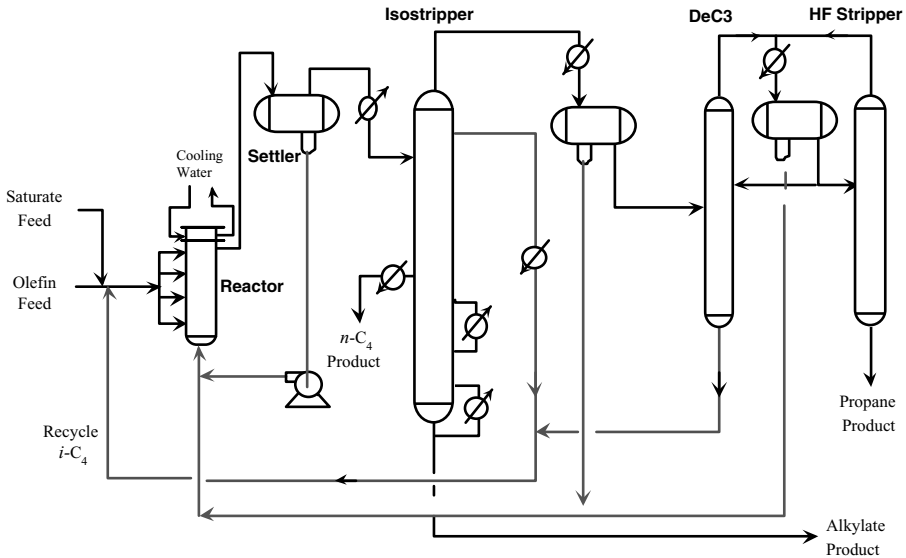 Isostripper
DeC3
HF Stripper
Settler
Cooling
Water
Saturate
Feed
Olefin
Feed
Reactor
n-C4
Product
Recycle
i-C4
Propane
Product
Alkylate
Product